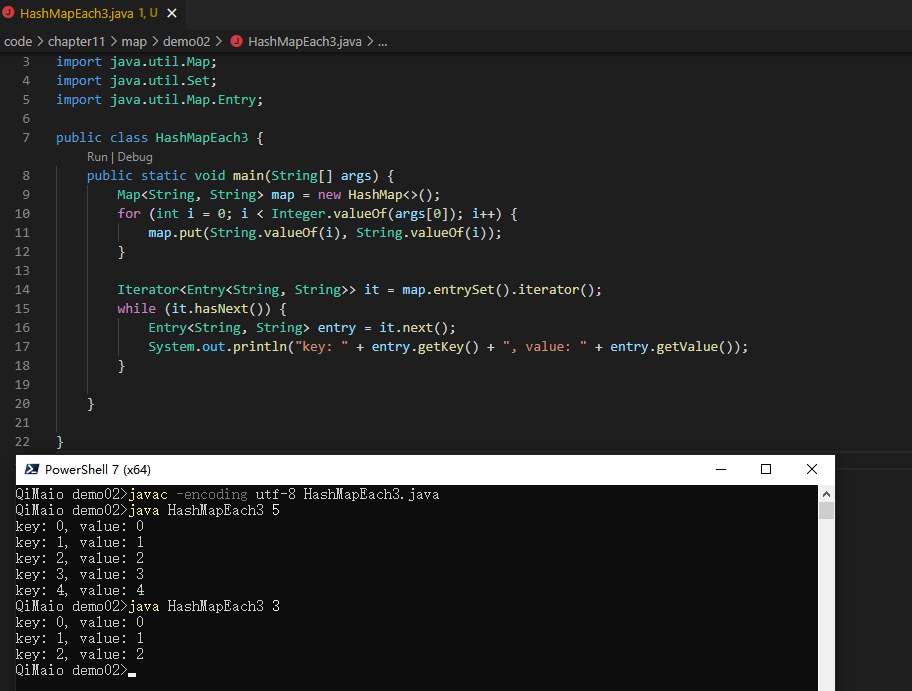 HashMapEach3.java 1, U
code > chapter11 > map > demo02 > HashMapEach3.java > ...
3 import java.util.Map;
4 import java.util.Set;
5 import java.util.Map.Entry;
6
7 public class HashMapEach3 {
Run | Debug
8 public static void main(String[] args) {
9 Map<String, String> map = new HashMap<>();
10 for (int i = 0; i < Integer.valueOf(args[0]); i++) {
11 map.put(String.valueOf(i), String.valueOf(i));
12 }
13
14 Iterator<Entry<String, String>> it = map.entrySet().iterator();
15 while (it.hasNext()) {
16 Entry<String, String> entry = it.next();
17 System.out.println("key: " + entry.getKey() + ", value: " + entry.getValue());
18 }
19
20 }
21
22 }
PowerShell 7 (x64)
QiMaio demo02>javac -encoding utf-8 HashMapEach3.java
QiMaio demo02>java HashMapEach3 5
key: 0, value: 0
key: 1, value: 1
key: 2, value: 2
key: 3, value: 3
key: 4, value: 4
QiMaio demo02>java HashMapEach3 3
key: 0, value: 0
key: 1, value: 1
key: 2, value: 2
QiMaio demo02>